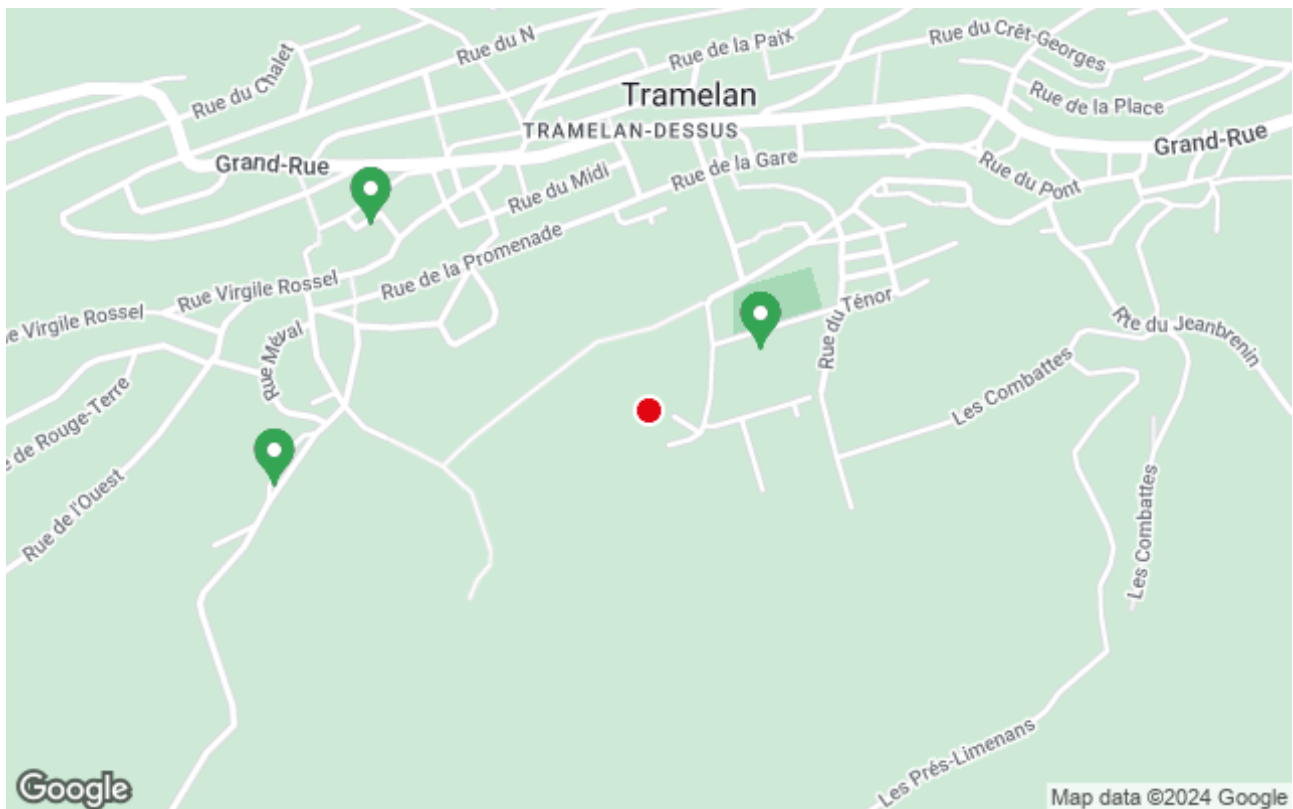 Rue du N
Rue de la Paix
Rue du Crêt-Georges
Rue du Chalet
Tramelan
Rue de la Place
TRAMELAN-DESSUS
Grand-Rue
Grand-Rue
Rue de la Gare
Rue du Midi
Rue du Pont
Rue de la Promenade
Rue Virgile Rossel
e Virgile Rossel
Rue du Ténor
Rte du Jeanbrenin
Rue Méval
Les Combattes
e de Rouge-Terre
Rue de l'Ouest
Les Combattes
Les Prés-Limenans
Google
Map data ©2024 Google